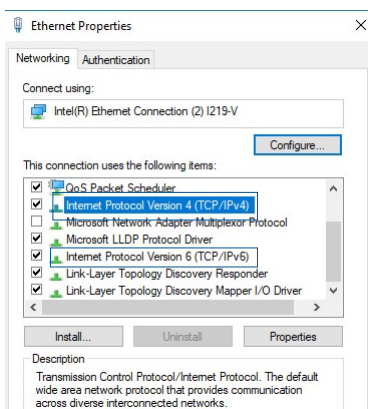 Ethernet Properties
Networking Authentication
Connect using:
Intel(R) Ethernet Connection (2) I219-V
Configure...
This connection uses the following items:
QoS Packet Scheduler
Internet Protocol Version 4 (TCP/IPv4)
Microsoft Network Adapter Multiplexor Protocol
Microsoft LLDP Protocol Driver
Internet Protocol Version 6 (TCP/IPv6)
Link-Layer Topology Discovery Responder
Link-Layer Topology Discovery Mapper I/O Driver
Install... Uninstall Properties
Description
Transmission Control Protocol/Internet Protocol. The default
wide area network protocol that provides communication
across diverse interconnected networks.